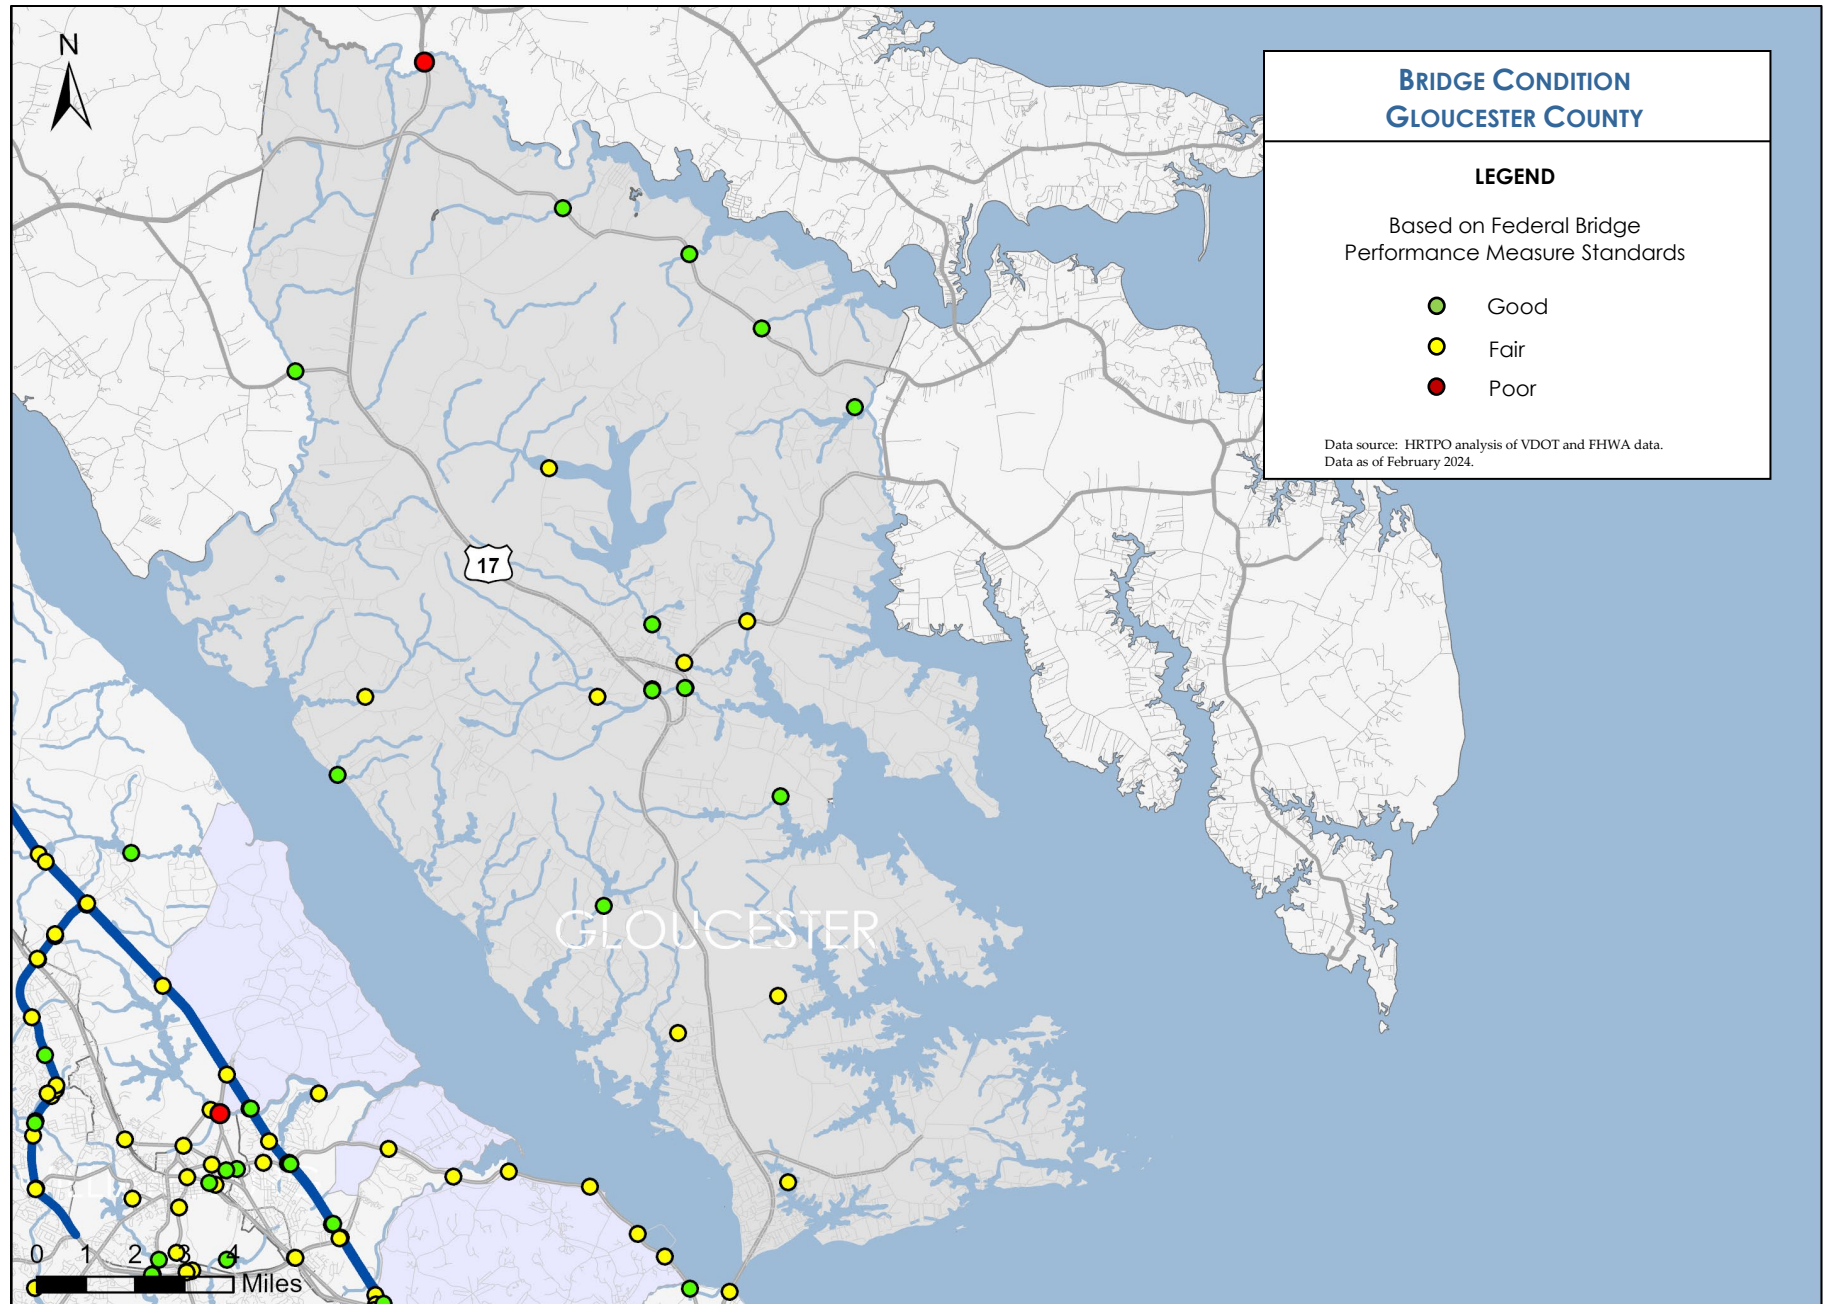 N
BRIDGE CONDITION
GLOUCESTER COUNTY
LEGEND
Based on Federal Bridge
Performance Measure Standards
Good
Fair
Poor
Data source: HRTPO analysis of VDOT and FHWA data.
Data as of February 2024.
17
GLOUCESTER
0 1 2 3 4
Miles